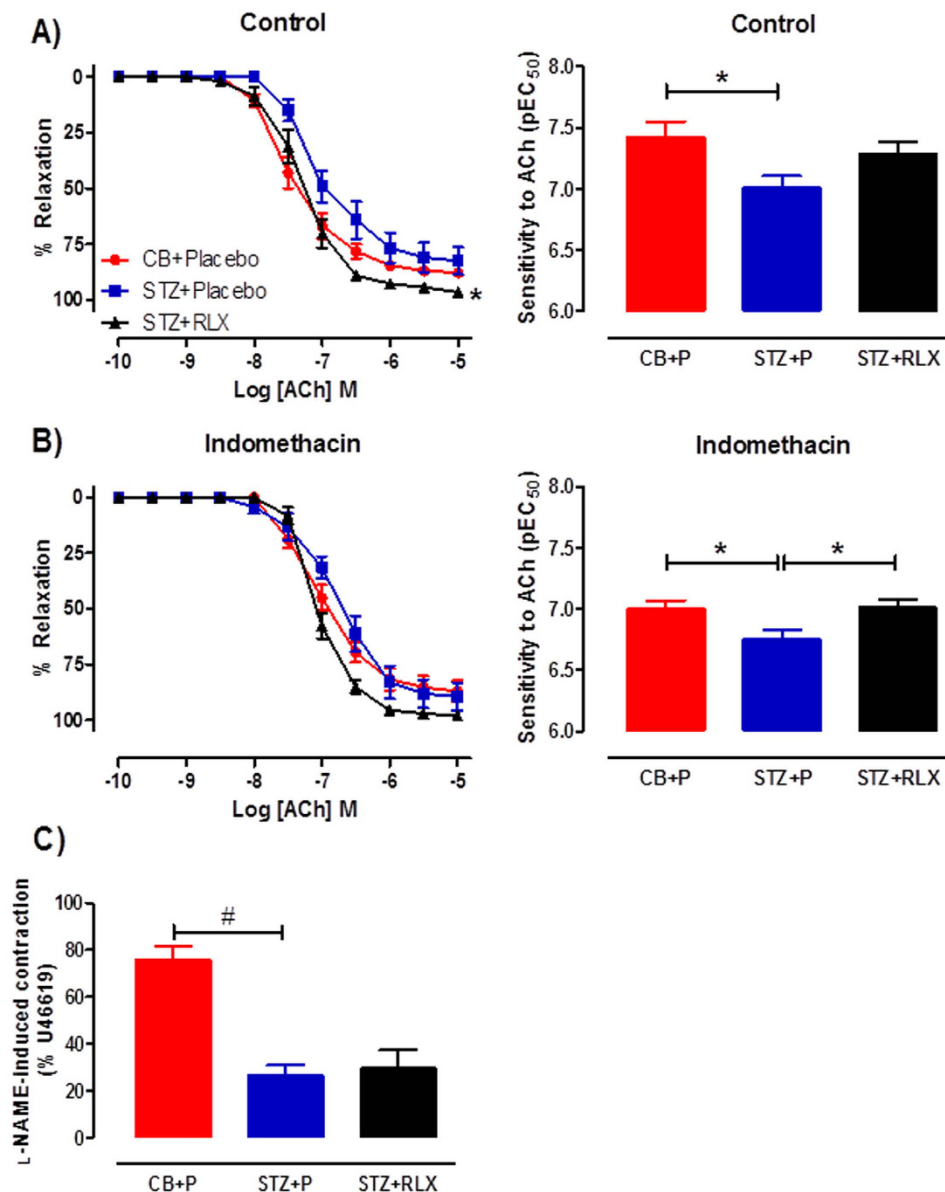 A)
Control
0
25
50
75
100
% Relaxation
CB+Placebo
STZ+Placebo
STZ+RLX
*
-10 -9 -8 -7 -6 -5
Log [ACh] M
Control
8.0
7.5
7.0
6.5
6.0
Sensitivity to ACh (pEC50)
*
CB+P STZ+P STZ+RLX
B)
Indomethacin
0
25
50
75
100
% Relaxation
-10 -9 -8 -7 -6 -5
Log [ACh] M
Indomethacin
8.0
7.5
7.0
6.5
6.0
Sensitivity to ACh (pEC50)
* *
CB+P STZ+P STZ+RLX
C)
100
80
60
40
20
0
L-NAME-induced contraction
(% U46619)
#
CB+P STZ+P STZ+RLX